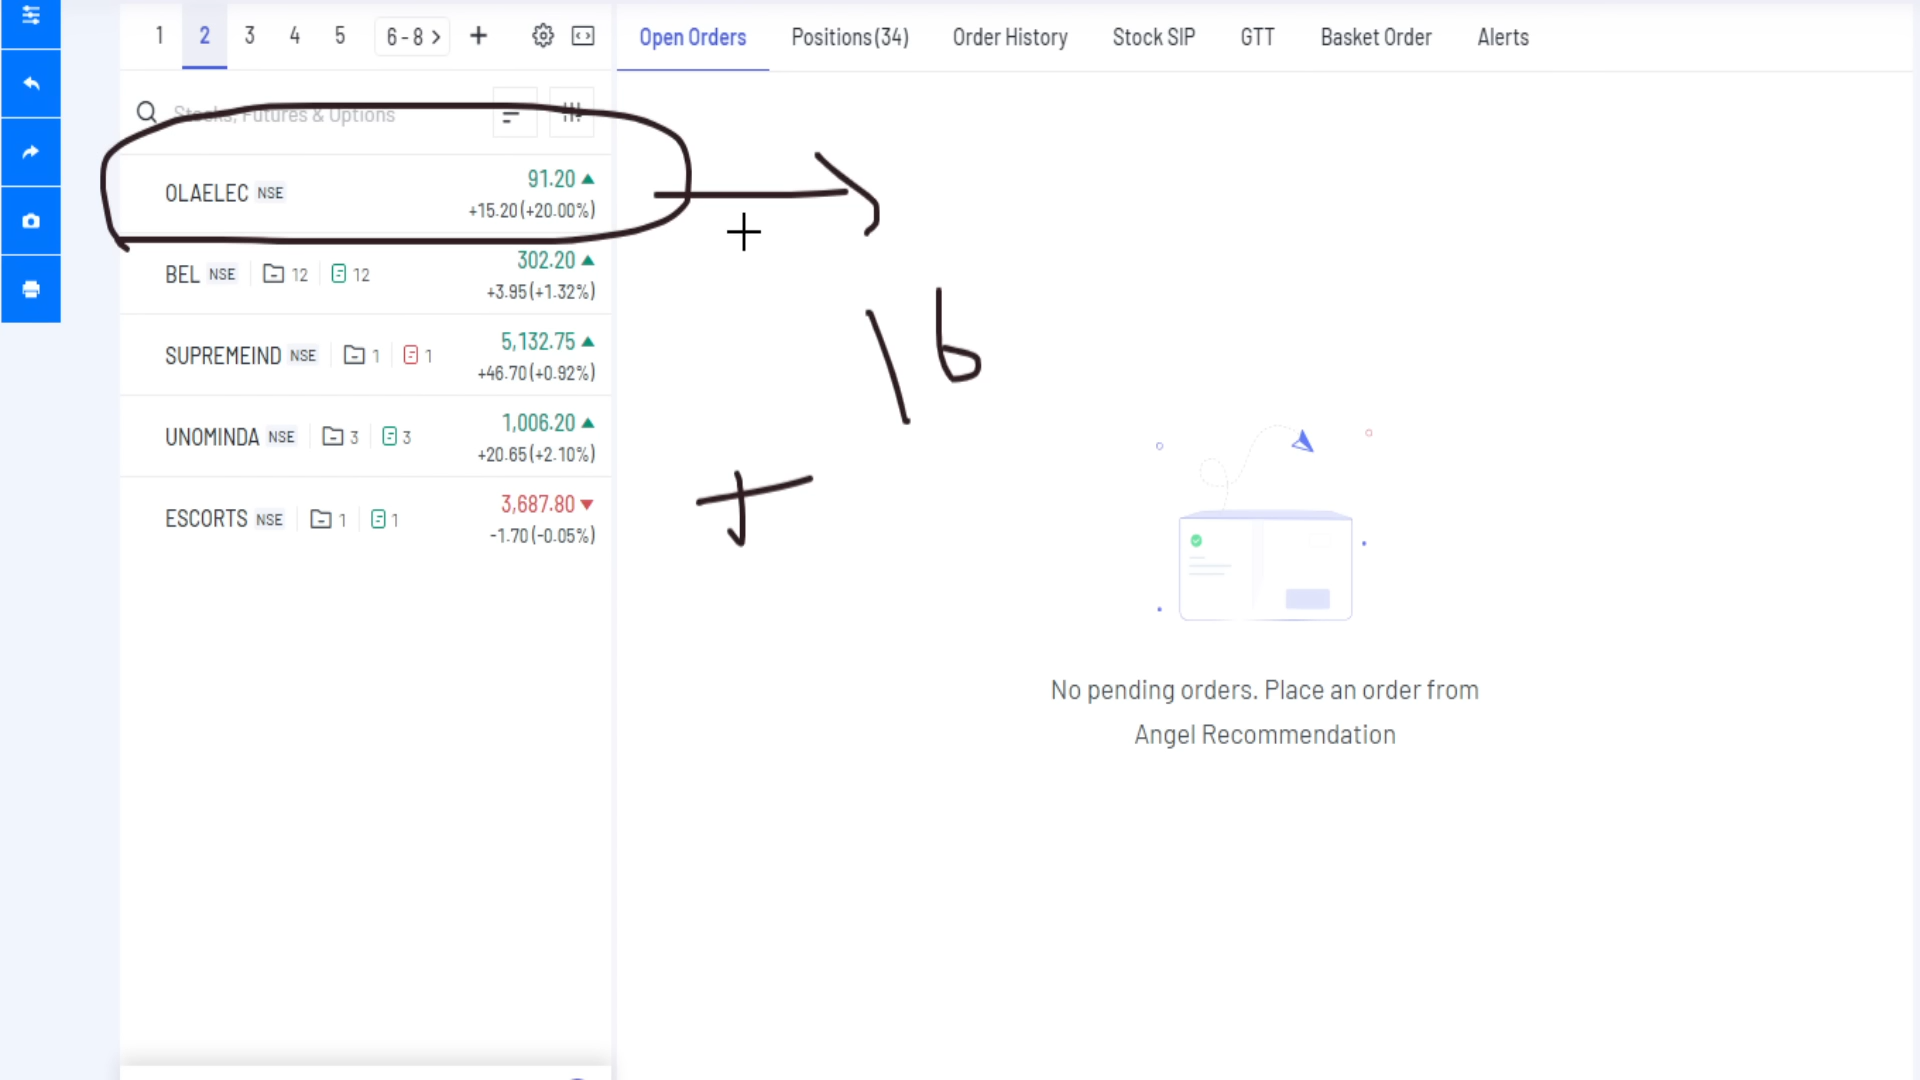 1 2 3 4 5 6 - 8 > +
Open Orders Positions(34) Order History Stock SIP GTT Basket Order Alerts
Stocks, Futures & Options
OLAELEC NSE 91.20
+15.20(+20.00%)
BEL NSE 12 12 302.20
+3.95(+1.32%)
SUPREMEIND NSE 1 1 5,132.75
+46.70(+0.92%)
UNOMINDA NSE 3 3 1,006.20
+20.65(+2.10%)
ESCORTS NSE 1 1 3,687.80
-1.70(-0.05%)
16
+
No pending orders. Place an order from
Angel Recommendation